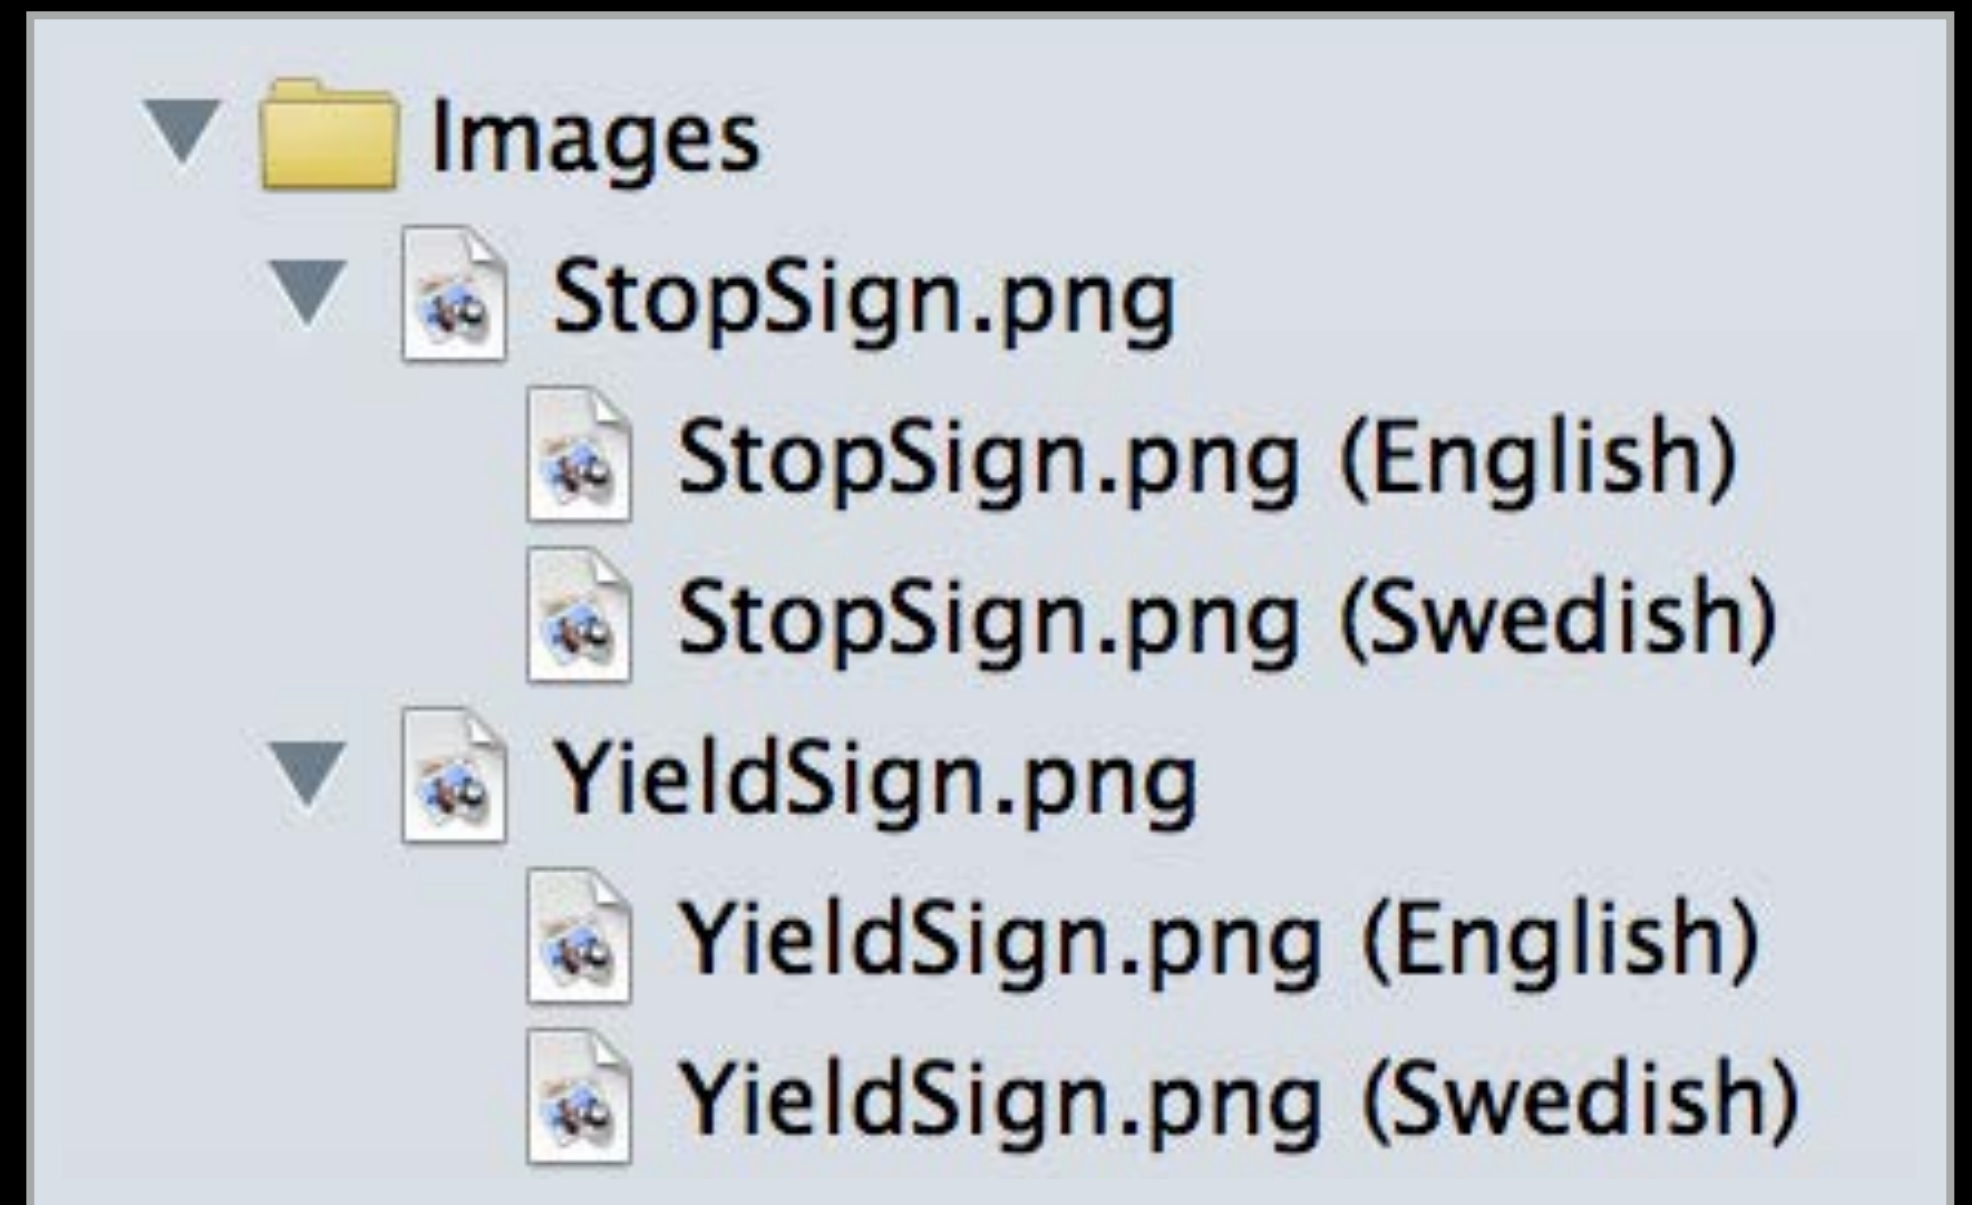 Images
StopSign.png
StopSign.png (English)
StopSign.png (Swedish)
YieldSign.png
YieldSign.png (English)
YieldSign.png (Swedish)